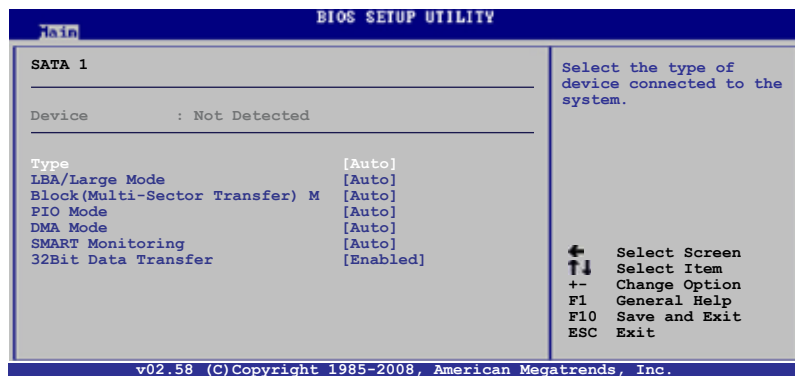 BIOS SETUP UTILITY
Main
SATA 1
Device : Not Detected
Type [Auto]
LBA/Large Mode [Auto]
Block(Multi-Sector Transfer) M [Auto]
PIO Mode [Auto]
DMA Mode [Auto]
SMART Monitoring [Auto]
32Bit Data Transfer [Enabled]
Select the type of
device connected to the
system.
← Select Screen
↑↓ Select Item
+- Change Option
F1 General Help
F10 Save and Exit
ESC Exit
v02.58 (C)Copyright 1985-2008, American Megatrends, Inc.